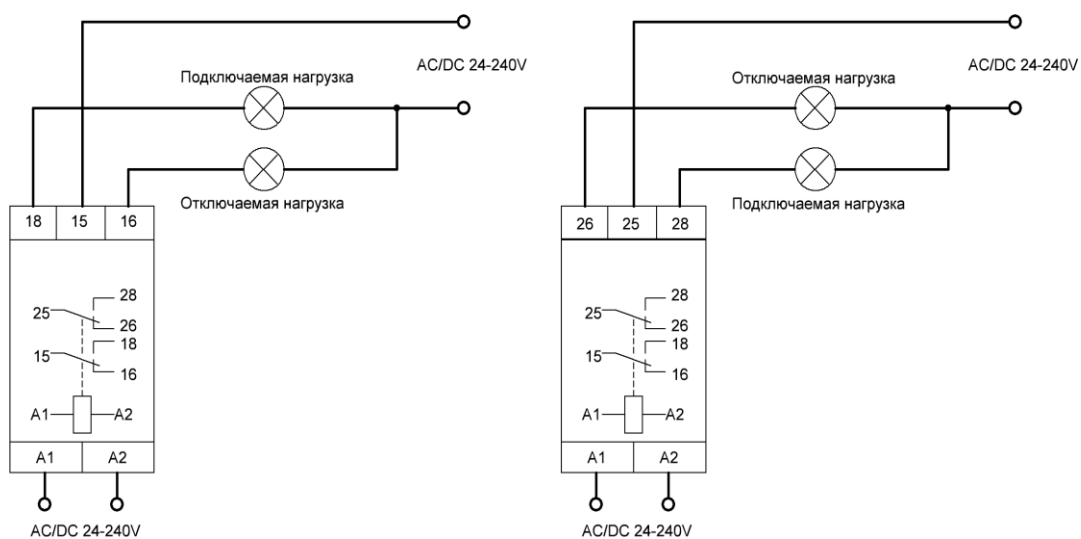 AC/DC 24-240V
Подключаемая нагрузка
Отключаемая нагрузка
18 15 16
28
25
26
18
15
16
A1 A2
A1 A2
AC/DC 24-240V
AC/DC 24-240V
Отключаемая нагрузка
Подключаемая нагрузка
26 25 28
28
25
26
18
15
16
A1 A2
A1 A2
AC/DC 24-240V